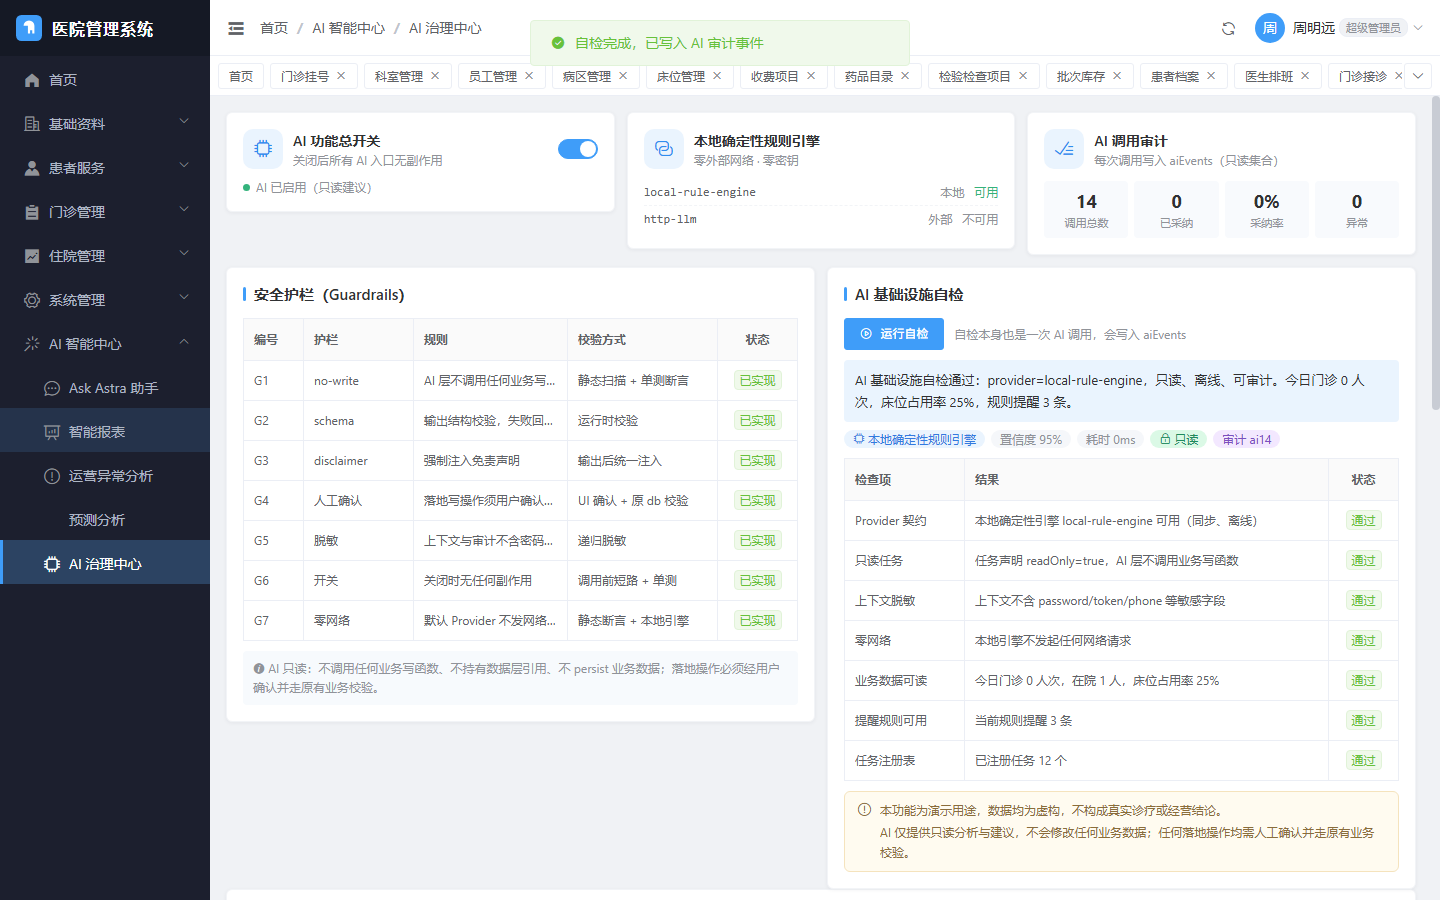 医院管理系统
首页
基础资料
患者服务
门诊管理
住院管理
系统管理
AI 智能中心
Ask Astra 助手
智能报表
运营异常分析
预测分析
AI 治理中心
首页 / AI 智能中心 / AI 治理中心
自检完成，已写入 AI 审计事件
周 周明远 超级管理员
首页 门诊挂号 科室管理 员工管理 病区管理 床位管理 收费项目 药品目录 检验检查项目 批次库存 患者档案 医生排班 门诊接诊
AI 功能总开关
关闭后所有 AI 入口无副作用
AI 已启用（只读建议）
本地确定性规则引擎
零外部网络 · 零密钥
local-rule-engine 本地 可用
http-llm 外部 不可用
AI 调用审计
每次调用写入 aiEvents（只读集合）
14 0 0% 0
调用总数 已采纳 采纳率 异常
安全护栏（Guardrails）
编号 护栏 规则 校验方式 状态
G1 no-write AI 层不调用任何业务写... 静态扫描 + 单测断言 已实现
G2 schema 输出结构校验，失败回... 运行时校验 已实现
G3 disclaimer 强制注入免责声明 输出后统一注入 已实现
G4 人工确认 落地写操作须用户确认... UI 确认 + 原 db 校验 已实现
G5 脱敏 上下文与审计不含密码... 递归脱敏 已实现
G6 开关 关闭时无任何副作用 调用前短路 + 单测 已实现
G7 零网络 默认 Provider 不发网络... 静态断言 + 本地引擎 已实现
AI 只读：不调用任何业务写函数、不持有数据层引用、不 persist 业务数据；落地操作必须经用户
确认并走原有业务校验。
AI 基础设施自检
运行自检 自检本身也是一次 AI 调用，会写入 aiEvents
AI 基础设施自检通过：provider=local-rule-engine，只读、离线、可审计。今日门诊 0 人
次，床位占用率 25%，规则提醒 3 条。
本地确定性规则引擎 置信度 95% 耗时 0ms 只读 审计 ai14
检查项 结果 状态
Provider 契约 本地确定性引擎 local-rule-engine 可用（同步、离线） 通过
只读任务 任务声明 readOnly=true，AI 层不调用业务写函数 通过
上下文脱敏 上下文不含 password/token/phone 等敏感字段 通过
零网络 本地引擎不发起任何网络请求 通过
业务数据可读 今日门诊 0 人次，在院 1 人，床位占用率 25% 通过
提醒规则可用 当前规则提醒 3 条 通过
任务注册表 已注册任务 12 个 通过
本功能为演示用途，数据均为虚构，不构成真实诊疗或经营结论。
AI 仅提供只读分析与建议，不会修改任何业务数据；任何落地操作均需人工确认并走原有业务
校验。